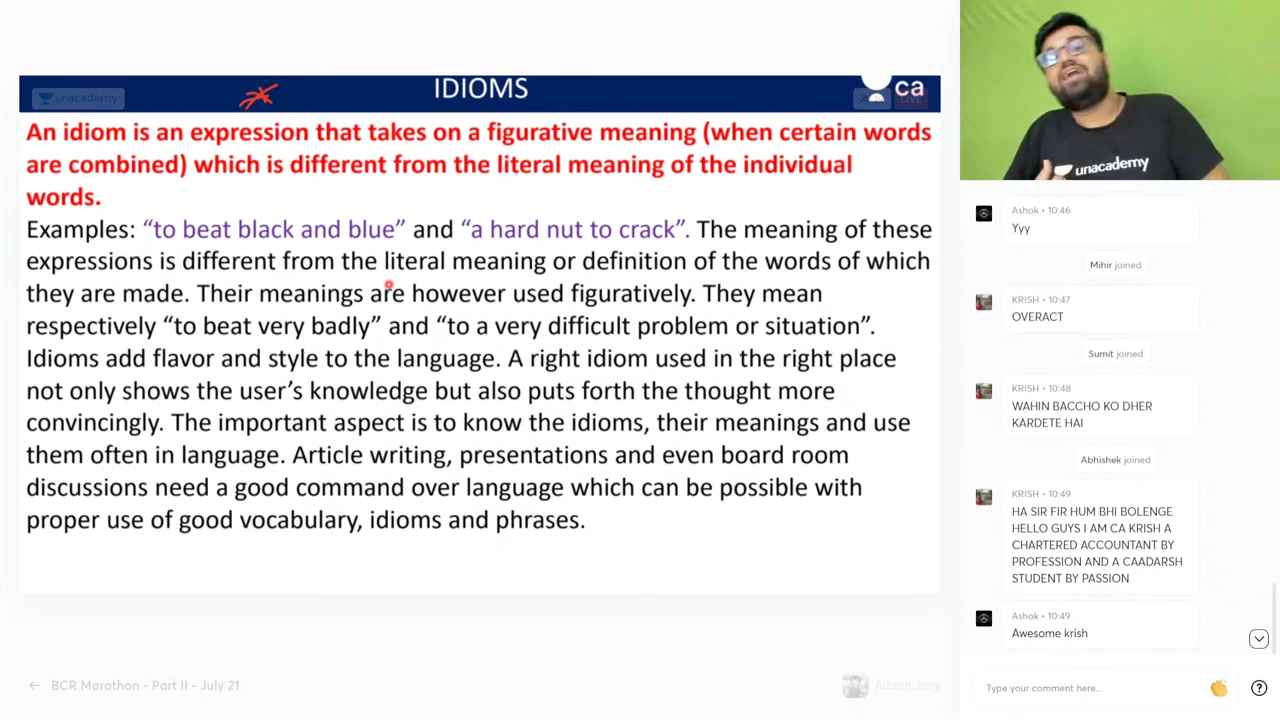 IDIOMS
unacademy
ca
LIVE
An idiom is an expression that takes on a figurative meaning (when certain words
are combined) which is different from the literal meaning of the individual
words.
Examples: “to beat black and blue” and “a hard nut to crack”. The meaning of these
expressions is different from the literal meaning or definition of the words of which
they are made. Their meanings are however used figuratively. They mean
respectively “to beat very badly” and “to a very difficult problem or situation”.
Idioms add flavor and style to the language. A right idiom used in the right place
not only shows the user’s knowledge but also puts forth the thought more
convincingly. The important aspect is to know the idioms, their meanings and use
them often in language. Article writing, presentations and even board room
discussions need a good command over language which can be possible with
proper use of good vocabulary, idioms and phrases.
BCR Marathon - Part II - July 21
unacademy
Ashok • 10:46
Yyy
Mihir joined
KRISH • 10:47
OVERACT
Sumit joined
KRISH • 10:48
WAHIN BACCHO KO DHER
KARDETE HAI
Abhishek joined
KRISH • 10:49
HA SIR FIR HUM BHI BOLENGE
HELLO GUYS I AM CA KRISH A
CHARTERED ACCOUNTANT BY
PROFESSION AND A CAADARSH
STUDENT BY PASSION
Ashok • 10:49
Awesome krish
Type your comment here...